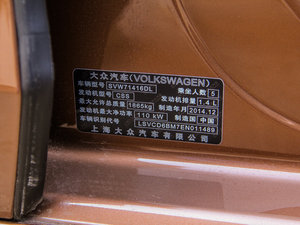 大众汽车(VOLKSWAGEN)
车辆型号 SVW71416DL 乘坐人数 5
发动机型号 CSS 发动机排量 1.4 L
最大允许总质量 1865kg 制造年月 2014.12
发动机最大净功率 110 kW 制造国 中国
车辆识别代号 LSVCD6BM7EN011489
上海大众汽车有限公司